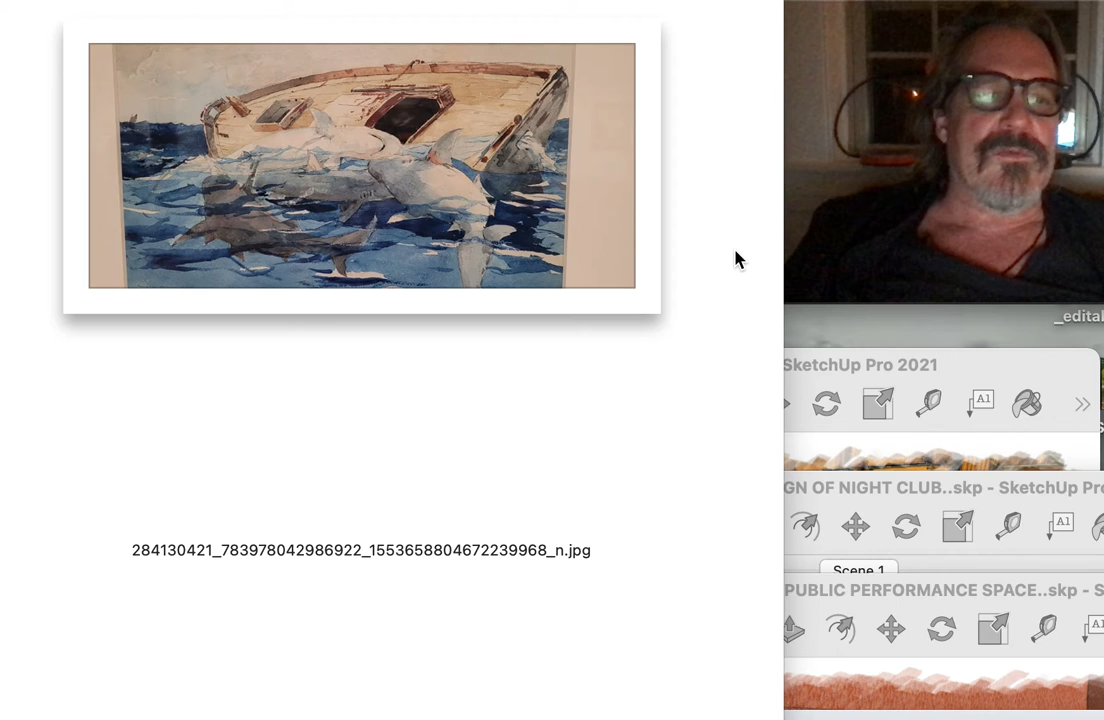 284130421_783978042986922_1553658804672239968_n.jpg
_edital
SketchUp Pro 2021
A1
GN OF NIGHT CLUB..skp - SketchUp Pro
A1
Scene 1
PUBLIC PERFORMANCE SPACE..skp - S
A1